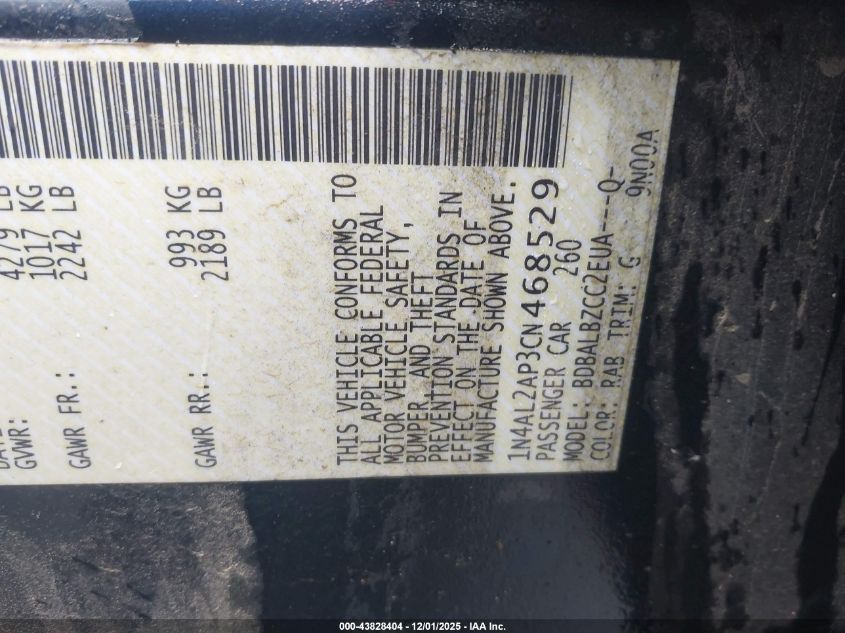 GVWR: 4279 LB
1017 KG
GAWR FR.: 2242 LB
993 KG
GAWR RR.: 2189 LB
THIS VEHICLE CONFORMS TO
ALL APPLICABLE FEDERAL
MOTOR VEHICLE SAFETY,
BUMPER, AND THEFT
PREVENTION STANDARDS IN
EFFECT ON THE DATE OF
MANUFACTURE SHOWN ABOVE.
1N4AL2AP3CN468529
PASSENGER CAR 260
MODEL: BDBALBZCC2EUA---Q-
COLOR: RAB TRIM: G 9N00A
000-43828404 - 12/01/2025 - IAA Inc.